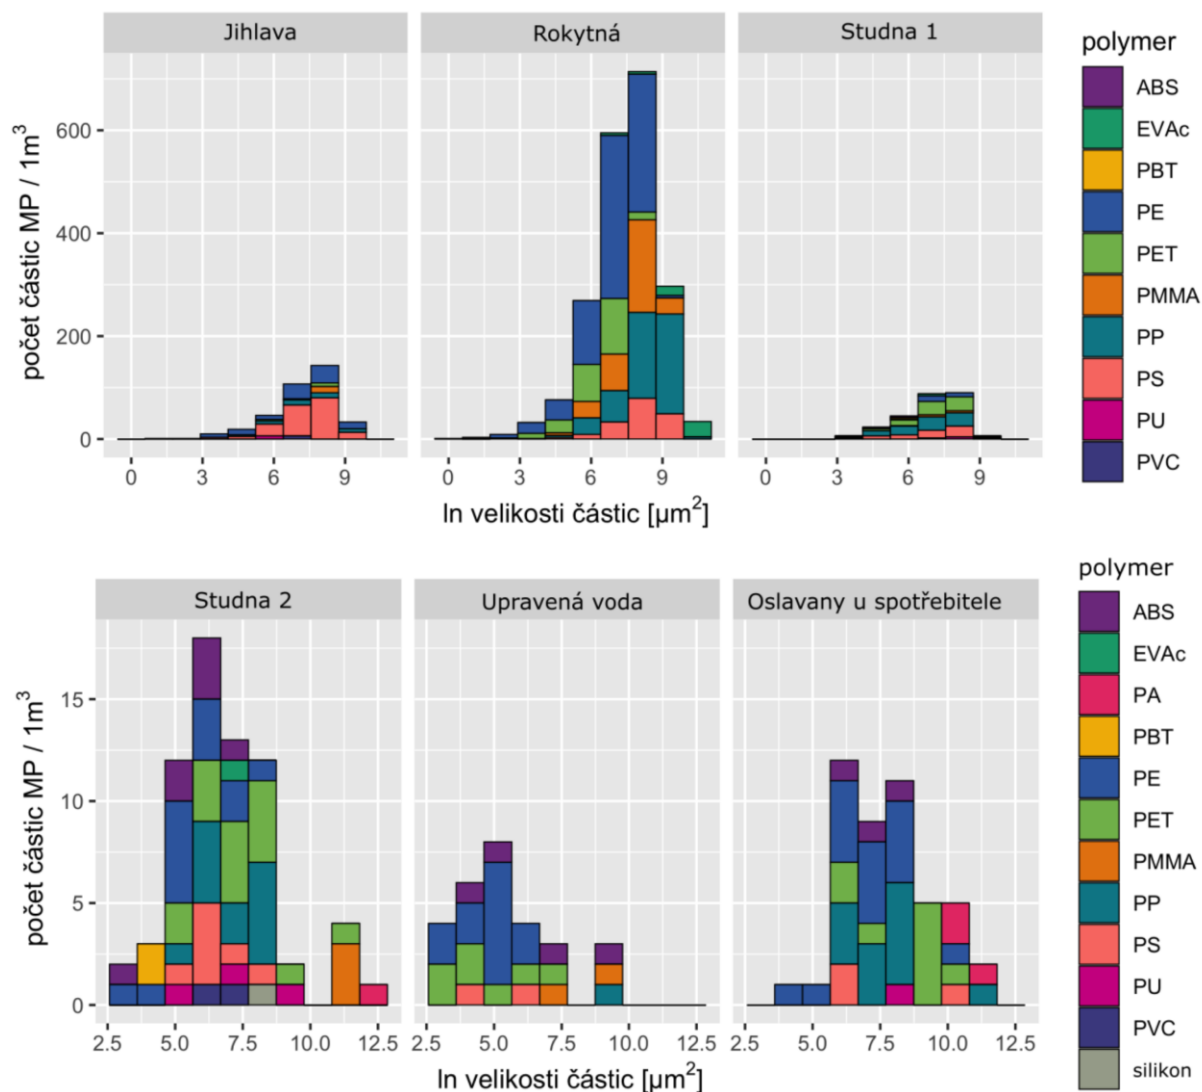 Jihlava Rokytná Studna 1
polymer
ABS
EVAc
PBT
PE
PET
PMMA
PP
PS
PU
PVC
počet částic MP / 1m³
600
400
200
0
0 3 6 9 0 3 6 9 0 3 6 9
ln velikosti částic [µm²]
Studna 2 Upravená voda Oslavany u spotřebitele
polymer
ABS
EVAc
PA
PBT
PE
PET
PMMA
PP
PS
PU
PVC
silikon
počet částic MP / 1m³
15
10
5
0
2.5 5.0 7.5 10.0 12.5 2.5 5.0 7.5 10.0 12.5 2.5 5.0 7.5 10.0 12.5
ln velikosti částic [µm²]